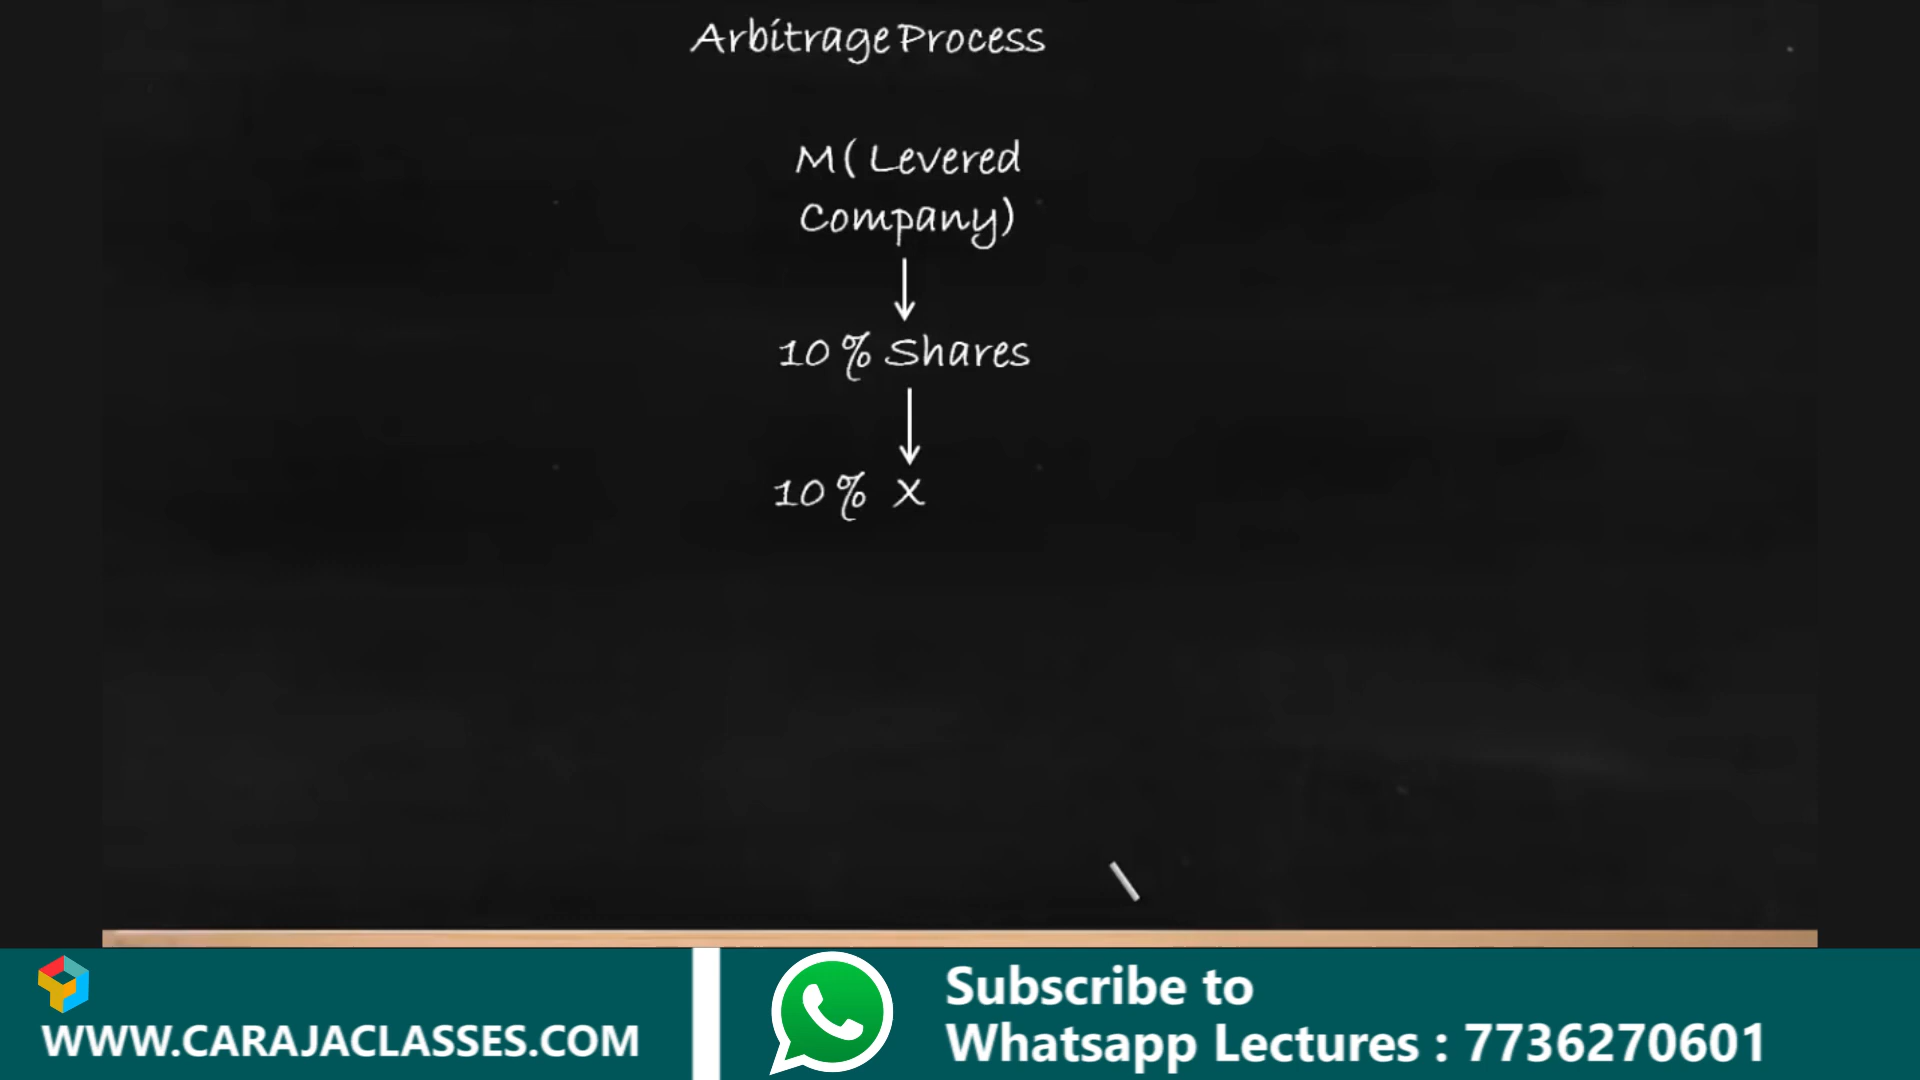 Arbitrage Process
M( Levered
Company)
10% Shares
10% X
WWW.CARAJACLASSES.COM
Subscribe to
Whatsapp Lectures : 7736270601